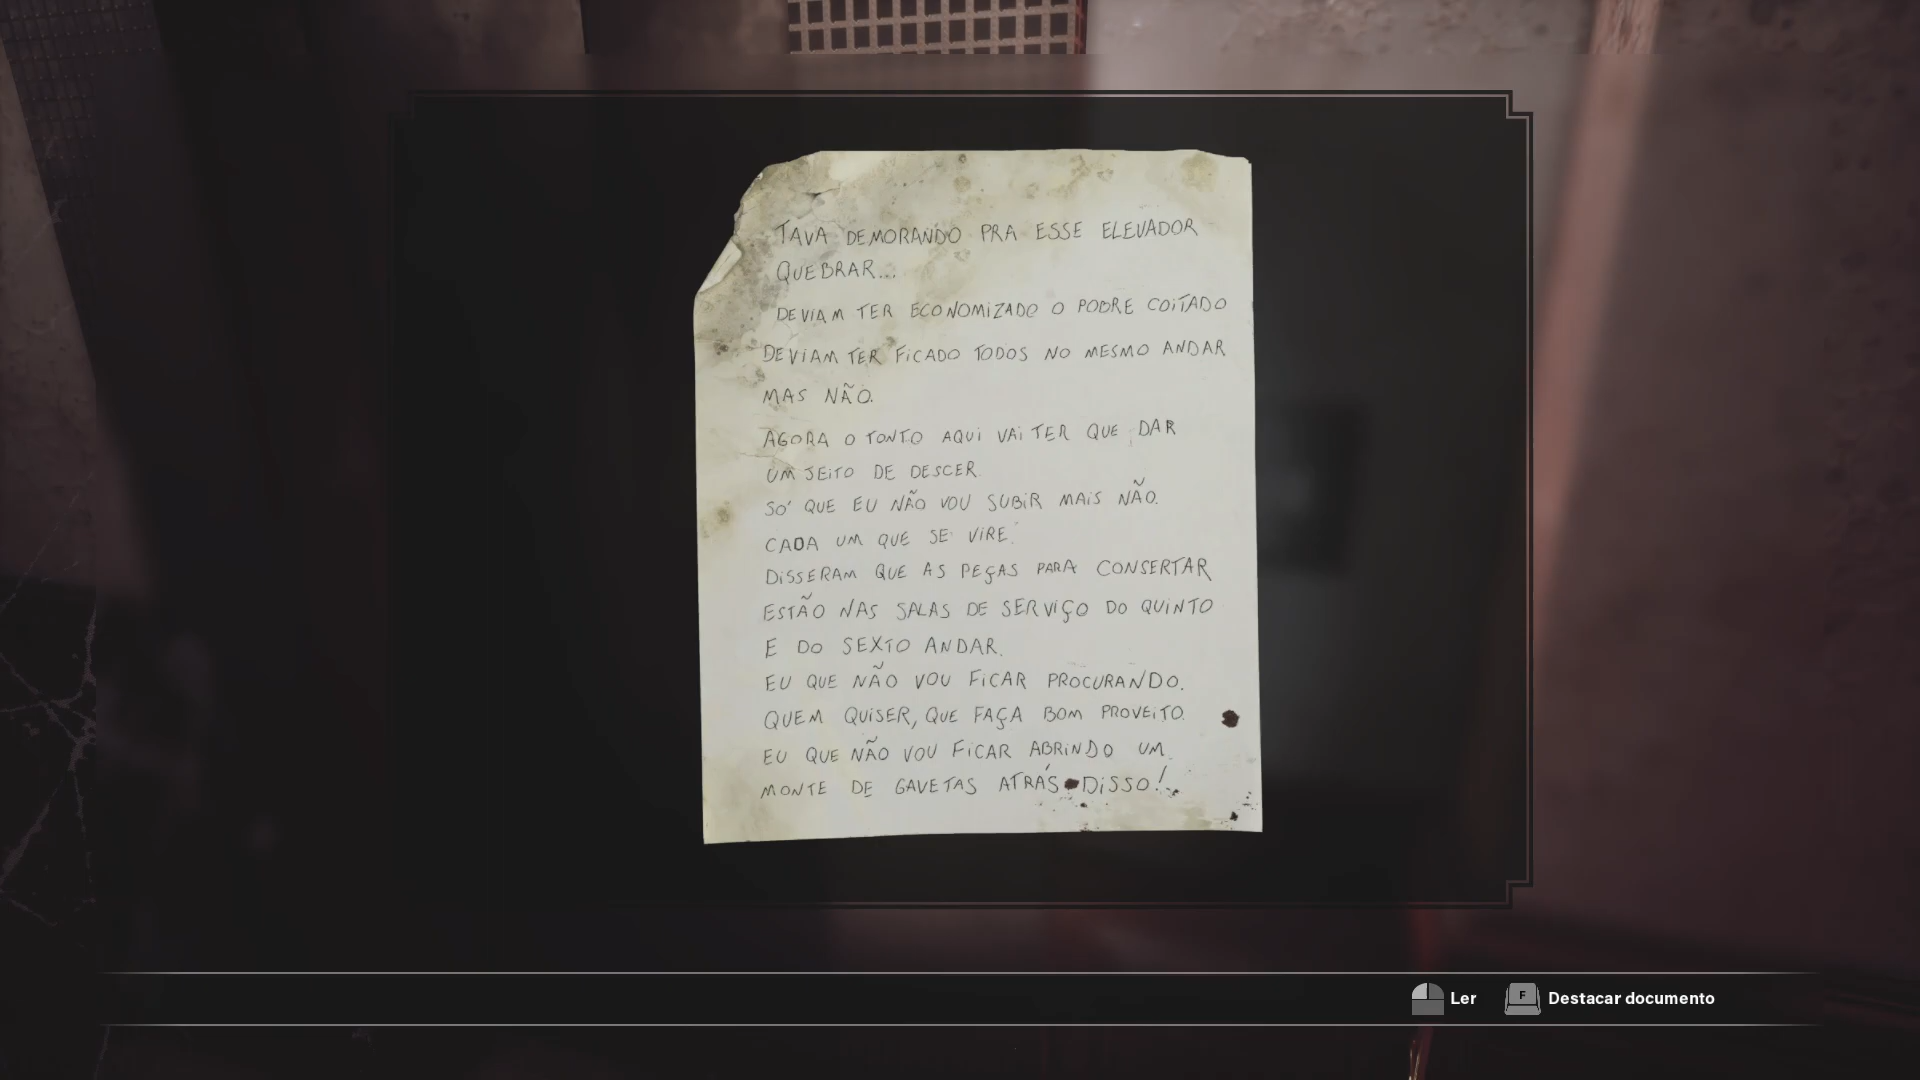 TAVA DEMORANDO PRA ESSE ELEVADOR
QUEBRAR...
DEVIAM TER ECONOMIZADO O POBRE COITADO
DEVIAM TER FICADO TODOS NO MESMO ANDAR
MAS NÃO.
AGORA O TONTO AQUI VAI TER QUE DAR
UM JEITO DE DESCER.
SÓ QUE EU NÃO VOU SUBIR MAIS NÃO.
CADA UM QUE SE VIRE.
DISSERAM QUE AS PEÇAS PARA CONSERTAR
ESTÃO NAS SALAS DE SERVIÇO DO QUINTO
E DO SEXTO ANDAR.
EU QUE NÃO VOU FICAR PROCURANDO.
QUEM QUISER, QUE FAÇA BOM PROVEITO.
EU QUE NÃO VOU FICAR ABRINDO UM
MONTE DE GAVETAS ATRÁS DISSO!
Ler F Destacar documento